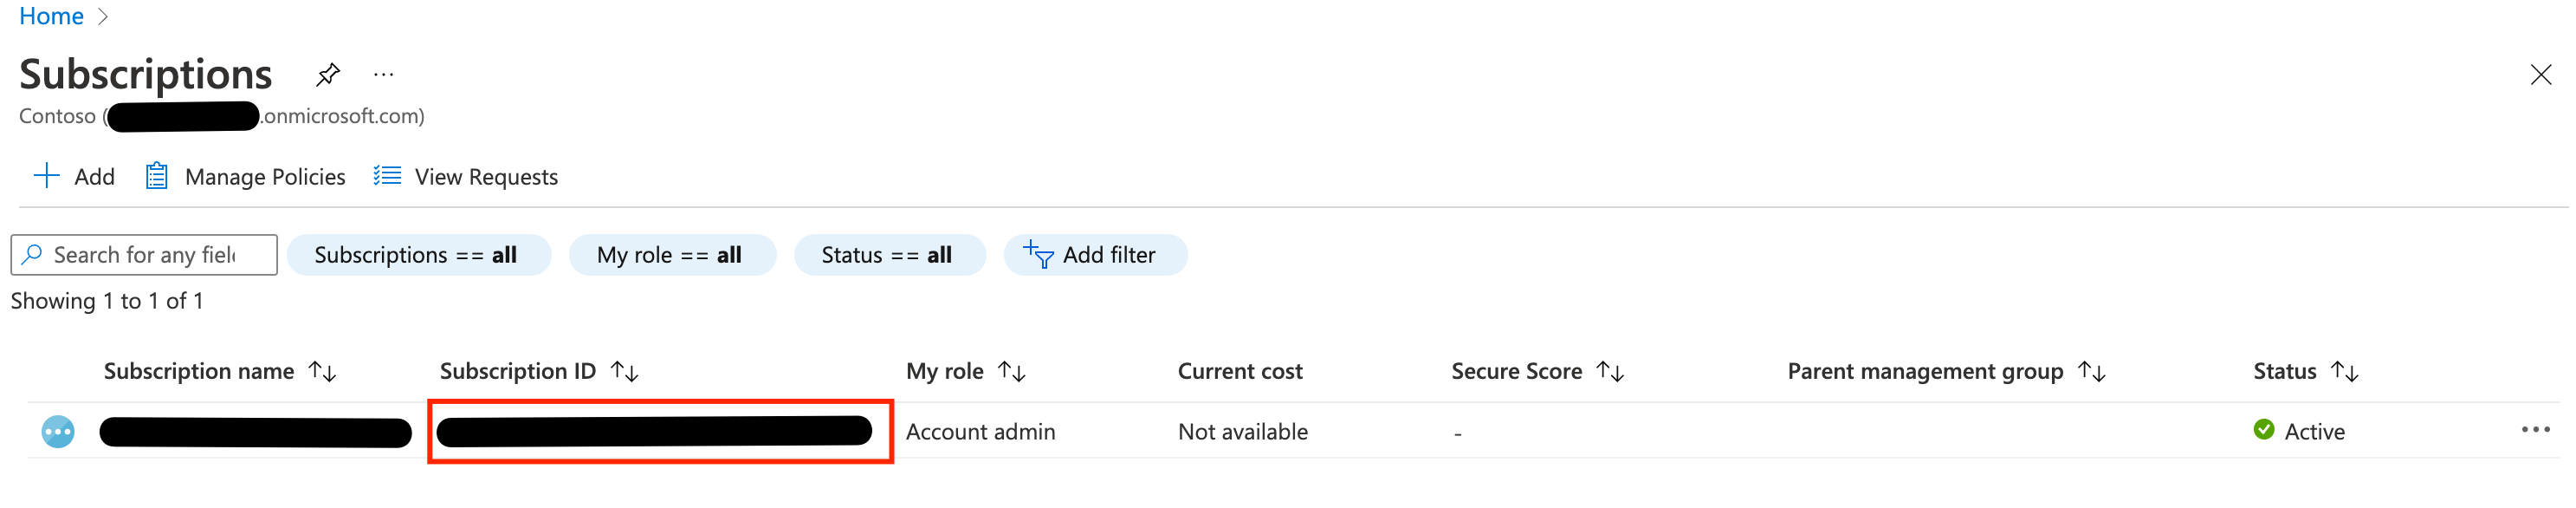 Home >
Subscriptions ...
Contoso ( .onmicrosoft.com)
+ Add Manage Policies View Requests
Search for any fiel Subscriptions == all My role == all Status == all Add filter
Showing 1 to 1 of 1
Subscription name ↑↓ Subscription ID ↑↓ My role ↑↓ Current cost Secure Score ↑↓ Parent management group ↑↓ Status ↑↓
Account admin Not available - Active ...